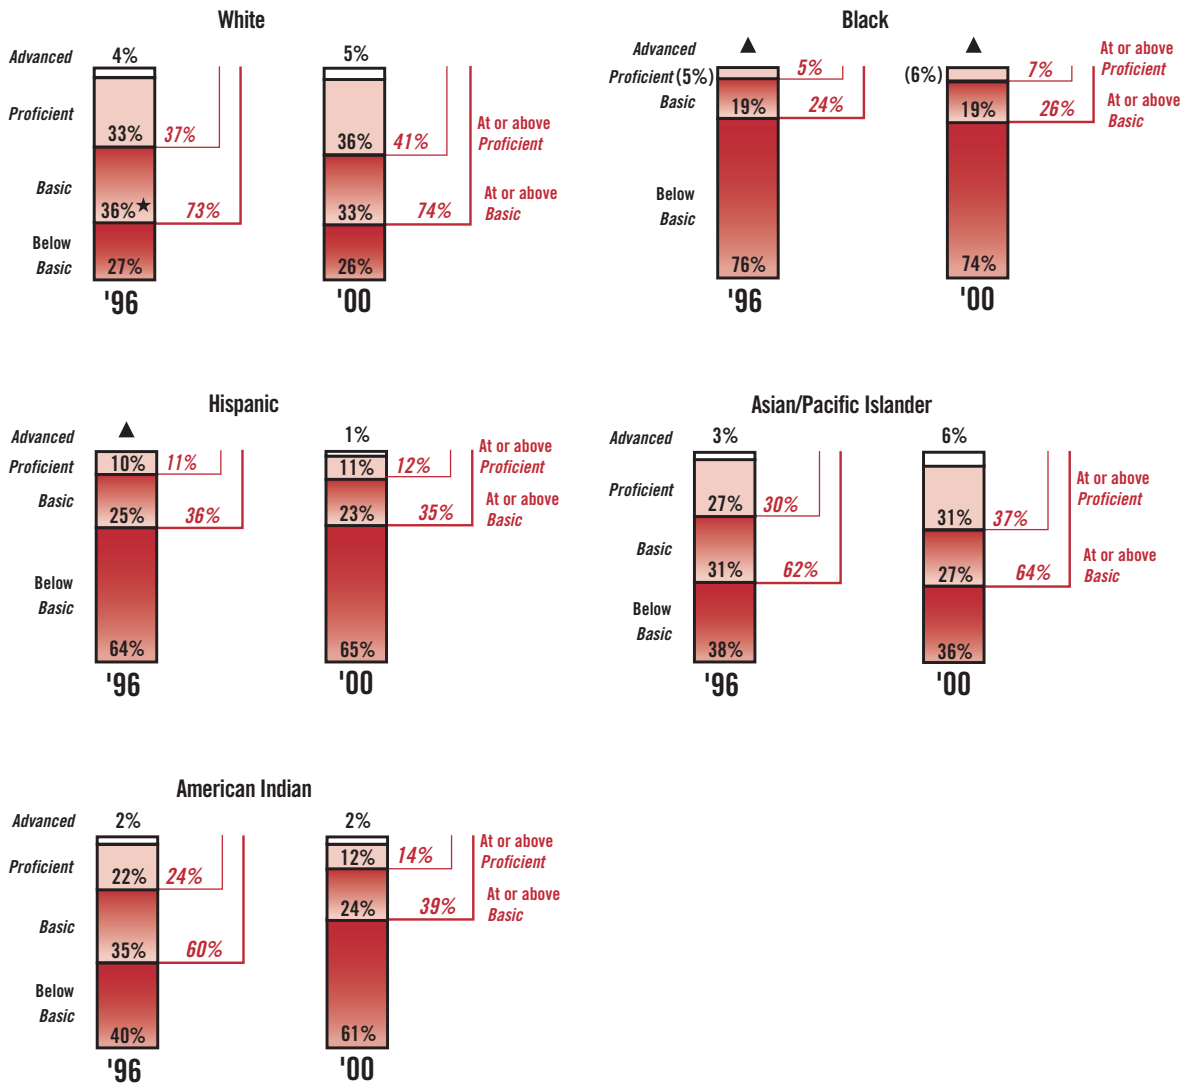 White
Advanced 4% 5%
Proficient
33% 37% 36% 41%
At or above
Proficient
Basic
36%★ 73% 33% 74%
At or above
Basic
Below
Basic 27% 26%
'96 '00
Black
Advanced ▲ ▲
Proficient (5%) 5% (6%) 7%
At or above
Proficient
Basic 19% 24% 19% 26%
At or above
Basic
Below
Basic
76% 74%
'96 '00
Hispanic
Advanced ▲ 1%
Proficient 10% 11% 11% 12%
At or above
Proficient
Basic
25% 36% 23% 35%
At or above
Basic
Below
Basic
64% 65%
'96 '00
Asian/Pacific Islander
Advanced 3% 6%
Proficient
27% 30% 31% 37%
At or above
Proficient
Basic
31% 62% 27% 64%
At or above
Basic
Below
Basic
38% 36%
'96 '00
American Indian
Advanced 2% 2%
Proficient 22% 24% 12% 14%
At or above
Proficient
Basic
35% 60% 24% 39%
At or above
Basic
Below
Basic
40% 61%
'96 '00